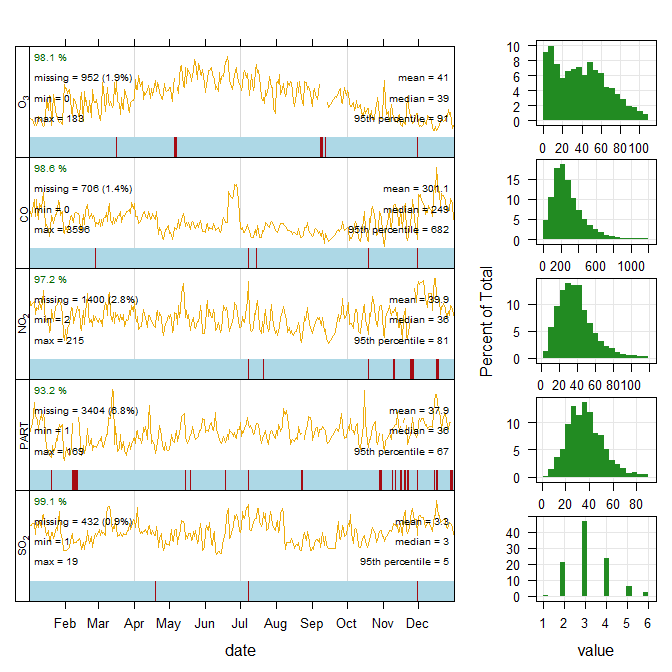 O3
98.1 %
missing = 952 (1.9%)
min = 0
max = 183
mean = 41
median = 39
95th percentile = 91
CO
98.6 %
missing = 706 (1.4%)
min = 0
max = 3596
mean = 301.1
median = 249
95th percentile = 682
NO2
97.2 %
missing = 1400 (2.8%)
min = 2
max = 215
mean = 39.9
median = 36
95th percentile = 81
PART
93.2 %
missing = 3404 (6.8%)
min = 1
max = 169
mean = 37.9
median = 36
95th percentile = 67
SO2
99.1 %
missing = 432 (0.9%)
min = 1
max = 19
mean = 3.3
median = 3
95th percentile = 5
Feb Mar Apr May Jun Jul Aug Sep Oct Nov Dec
date
Percent of Total
10
8
6
4
2
0
0 20 40 60 80 100
15
10
5
0
0 200 600 1000
10
5
0
0 20 40 60 80 100
10
5
0
0 20 40 60 80
40
30
20
10
0
1 2 3 4 5 6
value